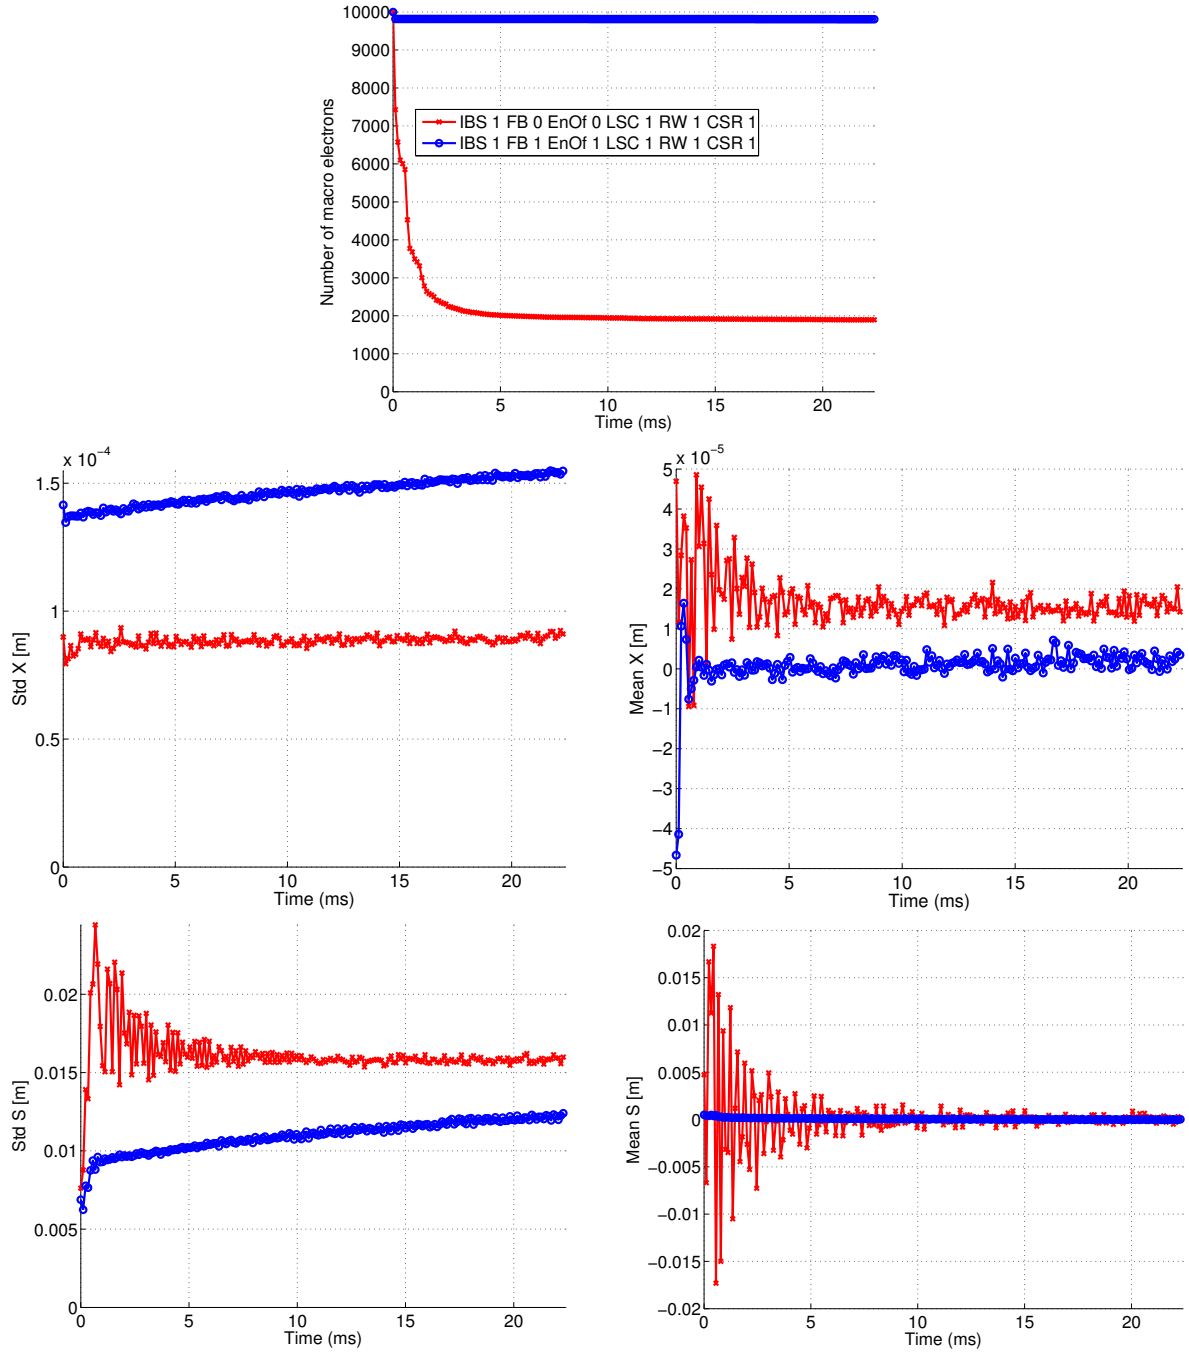 10000
9000
8000
7000
6000
5000
4000
3000
2000
1000
0
Number of macro electrons
IBS 1 FB 0 EnOf 0 LSC 1 RW 1 CSR 1
IBS 1 FB 1 EnOf 1 LSC 1 RW 1 CSR 1
0 5 10 15 20
Time (ms)
x 10⁻⁴
1.5
1
0.5
0
Std X [m]
0 5 10 15 20
Time (ms)
x 10⁻⁵
5
4
3
2
1
0
−1
−2
−3
−4
−5
Mean X [m]
0 5 10 15 20
Time (ms)
0.02
0.015
0.01
0.005
0
Std S [m]
0 5 10 15 20
Time (ms)
0.02
0.015
0.01
0.005
0
−0.005
−0.01
−0.015
−0.02
Mean S [m]
0 5 10 15 20
Time (ms)